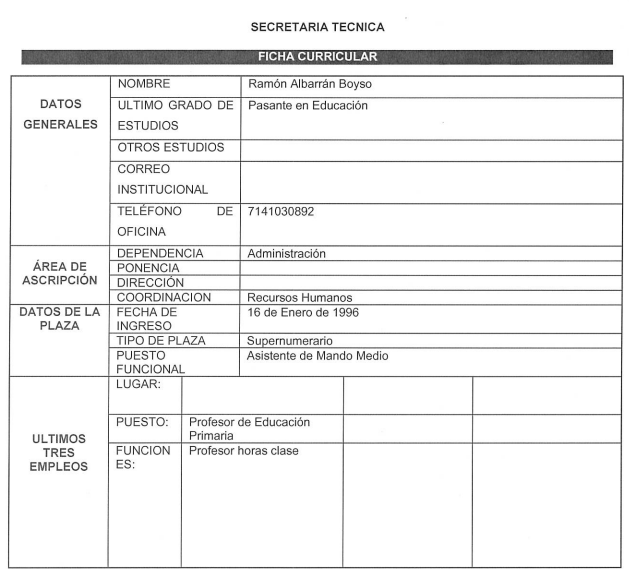 SECRETARIA TECNICA
FICHA CURRICULAR
DATOS GENERALES
NOMBRE Ramón Albarrán Boyso
ULTIMO GRADO DE ESTUDIOS Pasante en Educación
OTROS ESTUDIOS
CORREO INSTITUCIONAL
TELÉFONO DE OFICINA 7141030892
ÁREA DE ASCRIPCIÓN
DEPENDENCIA Administración
PONENCIA
DIRECCIÓN
COORDINACION Recursos Humanos
DATOS DE LA PLAZA
FECHA DE INGRESO 16 de Enero de 1996
TIPO DE PLAZA Supernumerario
PUESTO FUNCIONAL Asistente de Mando Medio
ULTIMOS TRES EMPLEOS
LUGAR:
PUESTO: Profesor de Educación Primaria
FUNCIONES: Profesor horas clase